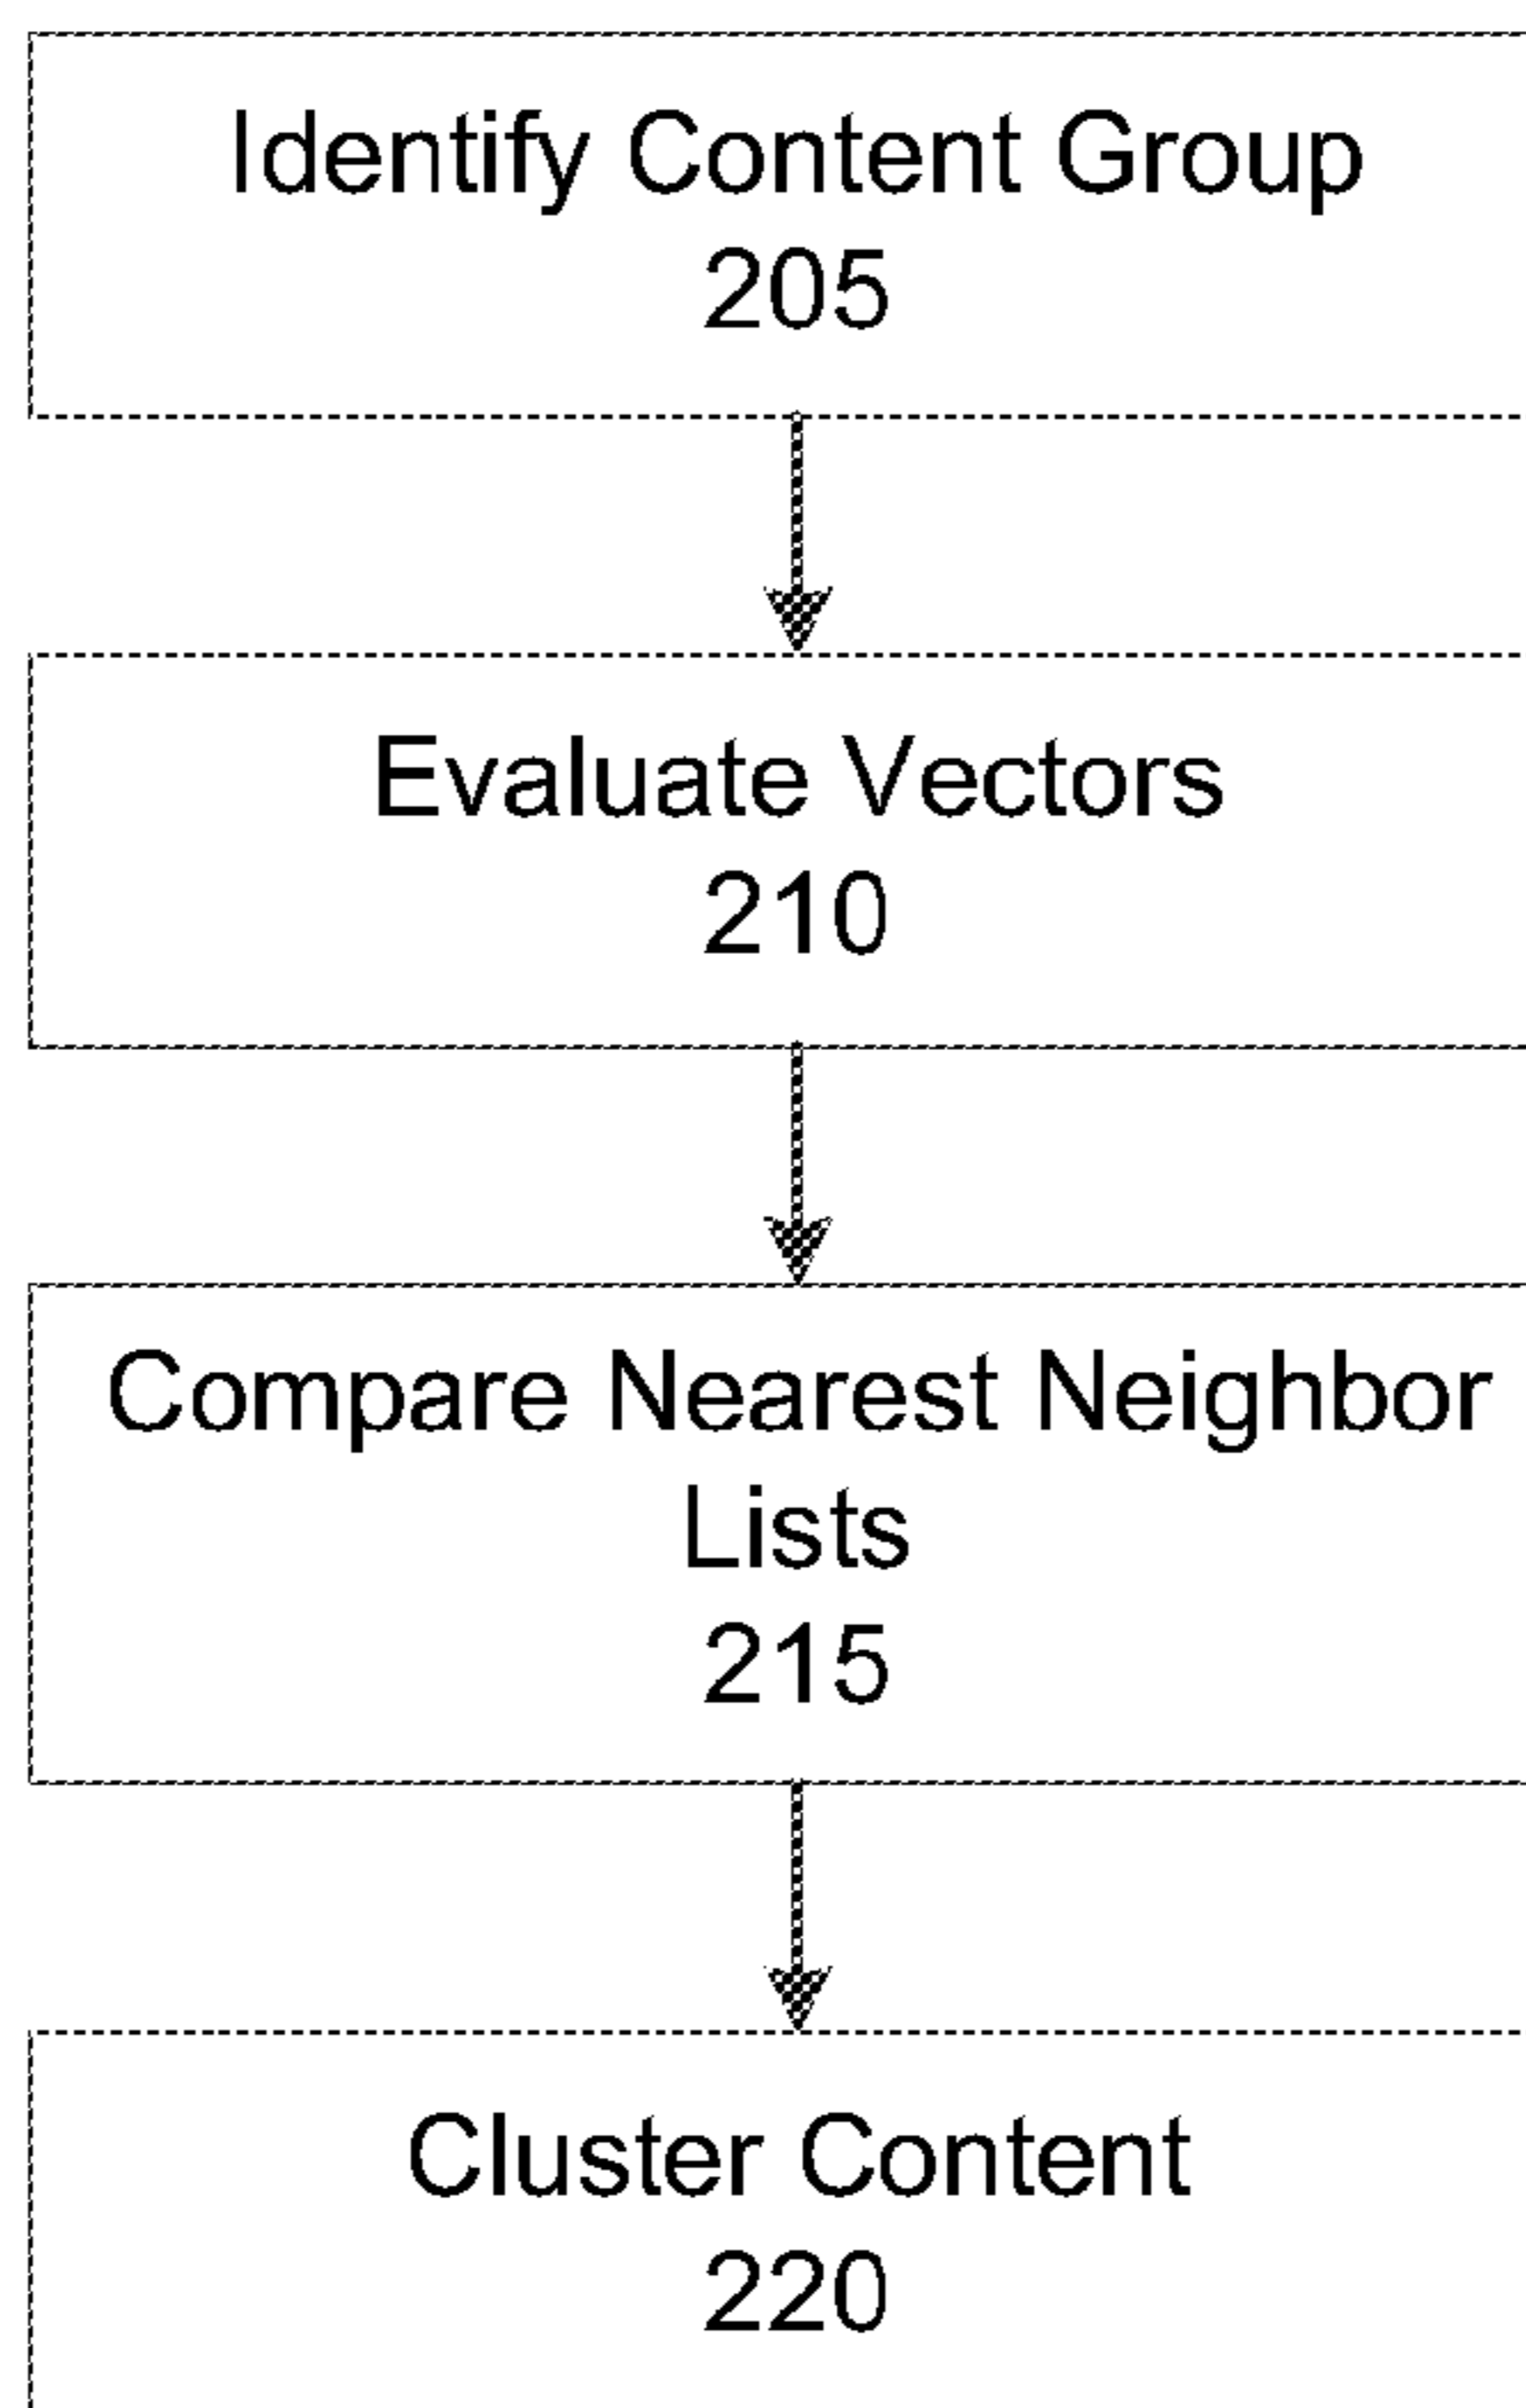 Identify Content Group
205
Evaluate Vectors
210
Compare Nearest Neighbor
Lists
215
Cluster Content
220